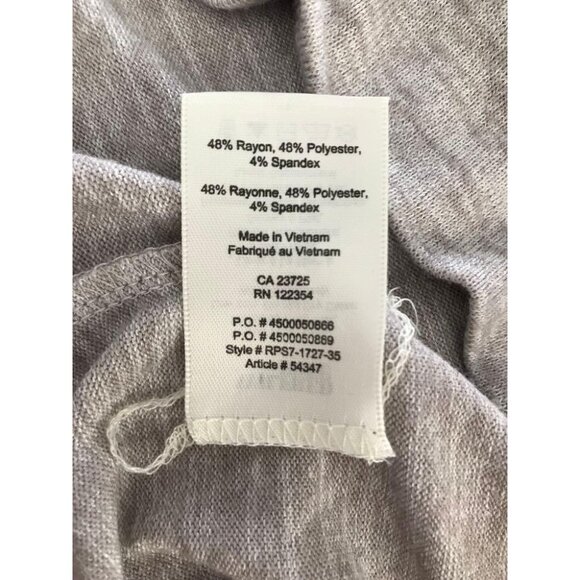 48% Rayon, 48% Polyester,
4% Spandex
48% Rayonne, 48% Polyester,
4% Spandex
Made in Vietnam
Fabriqué au Vietnam
CA 23725
RN 122354
P.O. # 4500050866
P.O. # 4500050889
Style # RPS7-1727-35
Article # 54347